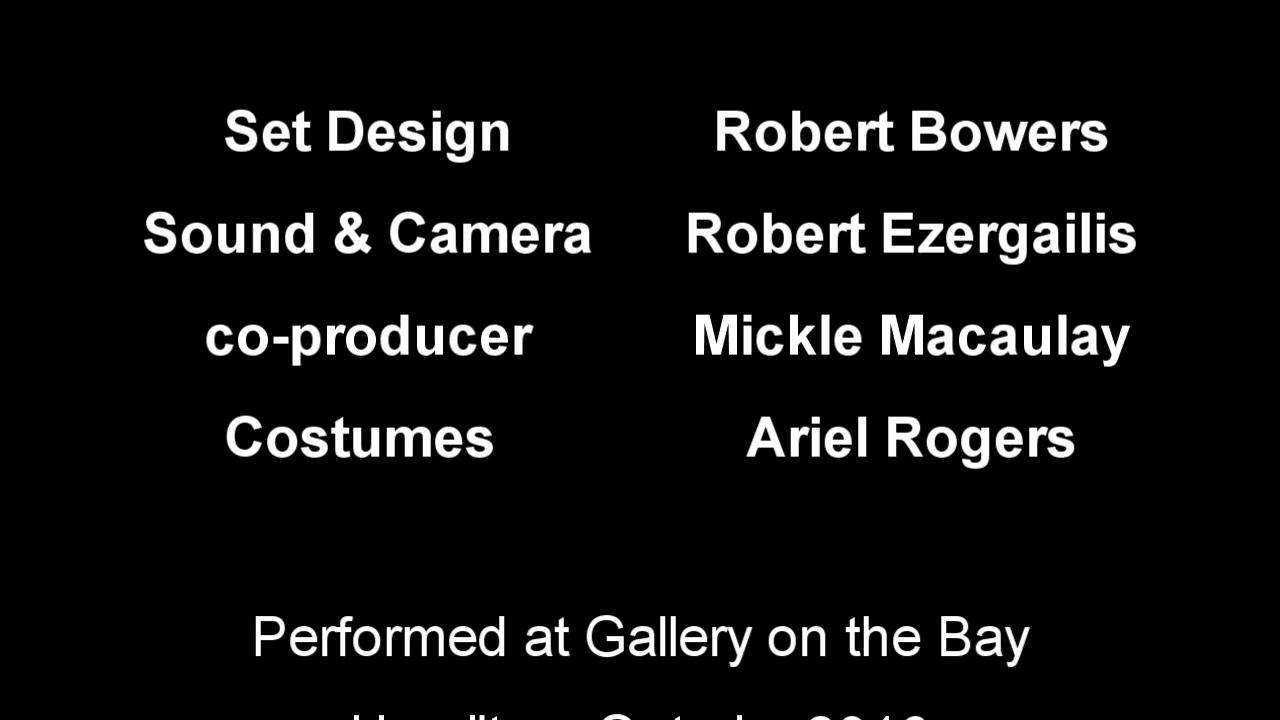 Set Design Robert Bowers
Sound & Camera Robert Ezergailis
co-producer Mickle Macaulay
Costumes Ariel Rogers
Performed at Gallery on the Bay